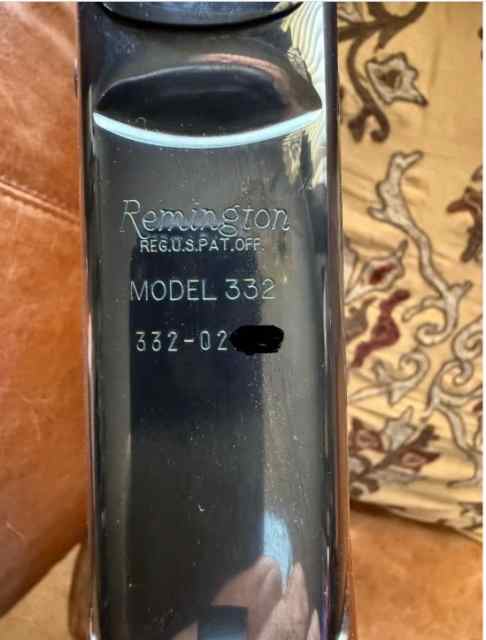 Remington
REG.U.S.PAT.OFF.
MODEL 332
332-02